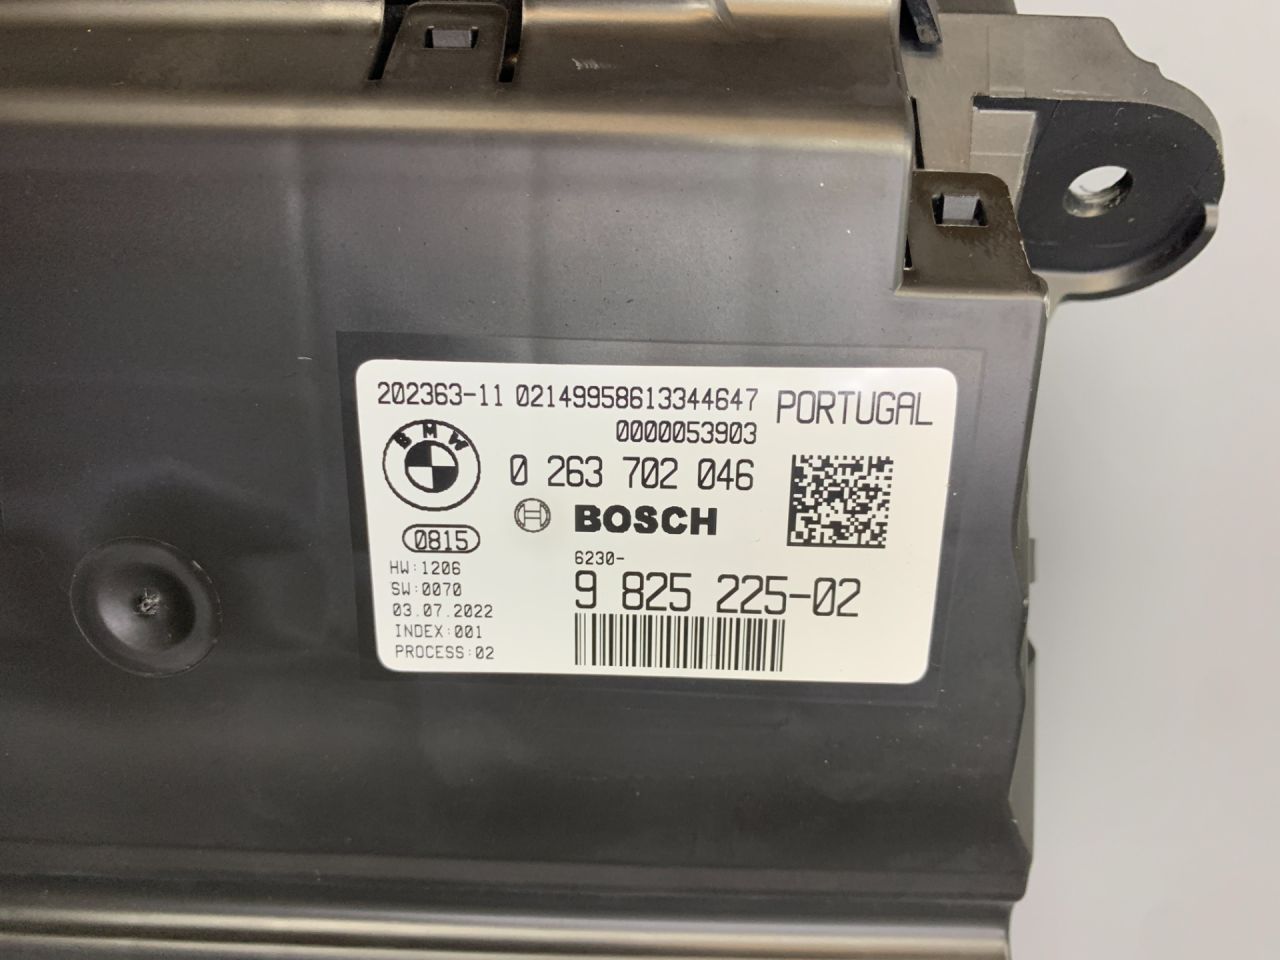 202363-11 02149958613344647 PORTUGAL
0000053903
BMW
0 263 702 046
BOSCH
0815
6230-
9 825 225-02
HW:1206
SW:0070
03.07.2022
INDEX:001
PROCESS:02